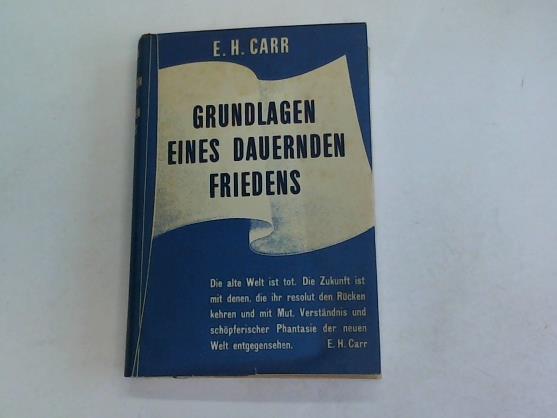 E. H. CARR
GRUNDLAGEN
EINES DAUERNDEN
FRIEDENS
Die alte Welt ist tot. Die Zukunft ist
mit denen, die ihr resolut den Rücken
kehren und mit Mut, Verständnis und
schöpferischer Phantasie der neuen
Welt entgegensehen. E. H. Carr